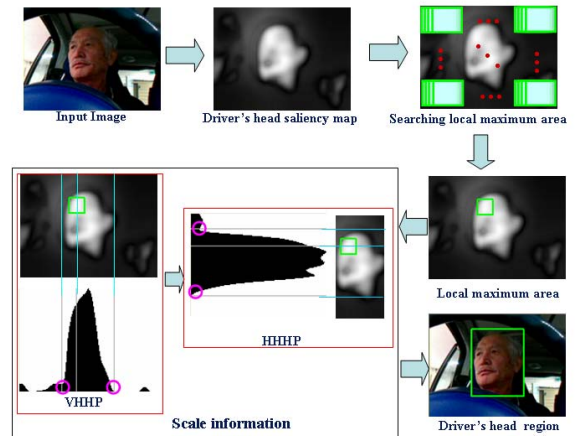 Input Image
Driver's head saliency map
Searching local maximum area
Local maximum area
HHHP
VHHP
Scale information
Driver's head region